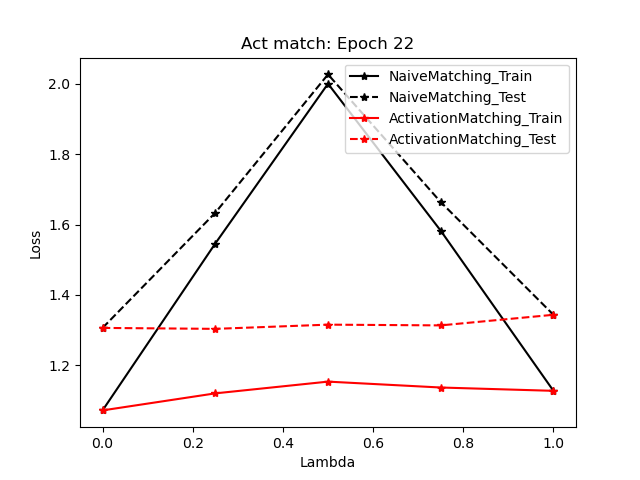 Act match: Epoch 22
NaiveMatching_Train
NaiveMatching_Test
ActivationMatching_Train
ActivationMatching_Test
Loss
2.0
1.8
1.6
1.4
1.2
0.0 0.2 0.4 0.6 0.8 1.0
Lambda